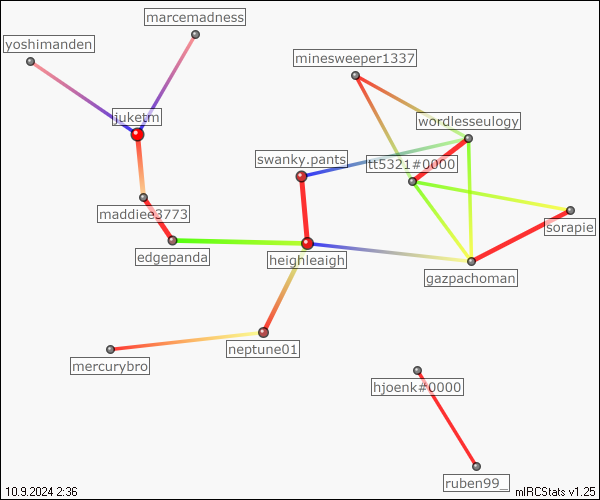 marcemadness
yoshimanden
minesweeper1337
juketm
wordlesseulogy
swanky.pants
tt5321#0000
maddiee3773
sorapie
edgepanda
heighleaigh
gazpachoman
neptune01
mercurybro
hjoenk#0000
ruben99_
10.9.2024 2:36
mIRCStats v1.25